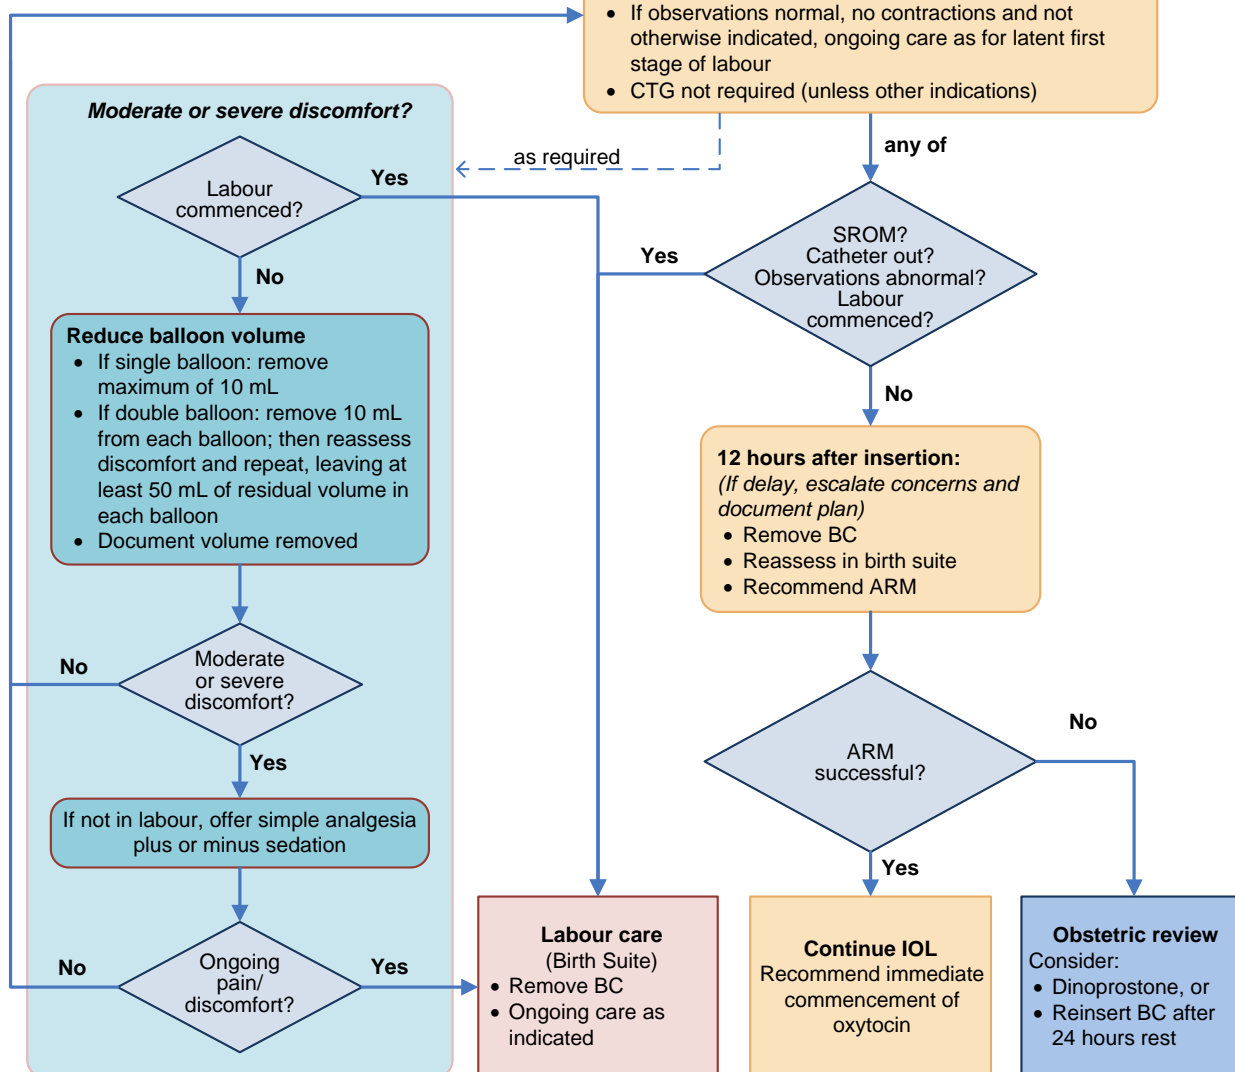 • If observations normal, no contractions and not
otherwise indicated, ongoing care as for latent first
stage of labour
• CTG not required (unless other indications)
Moderate or severe discomfort?
as required
any of
Labour
commenced?
Yes
No
SROM?
Catheter out?
Observations abnormal?
Labour
commenced?
Yes
No
Reduce balloon volume
• If single balloon: remove
maximum of 10 mL
• If double balloon: remove 10 mL
from each balloon; then reassess
discomfort and repeat, leaving at
least 50 mL of residual volume in
each balloon
• Document volume removed
12 hours after insertion:
(If delay, escalate concerns and
document plan)
• Remove BC
• Reassess in birth suite
• Recommend ARM
Moderate
or severe
discomfort?
No
Yes
ARM
successful?
No
Yes
If not in labour, offer simple analgesia
plus or minus sedation
Ongoing
pain/
discomfort?
No
Yes
Labour care
(Birth Suite)
• Remove BC
• Ongoing care as
indicated
Continue IOL
Recommend immediate
commencement of
oxytocin
Obstetric review
Consider:
• Dinoprostone, or
• Reinsert BC after
24 hours rest